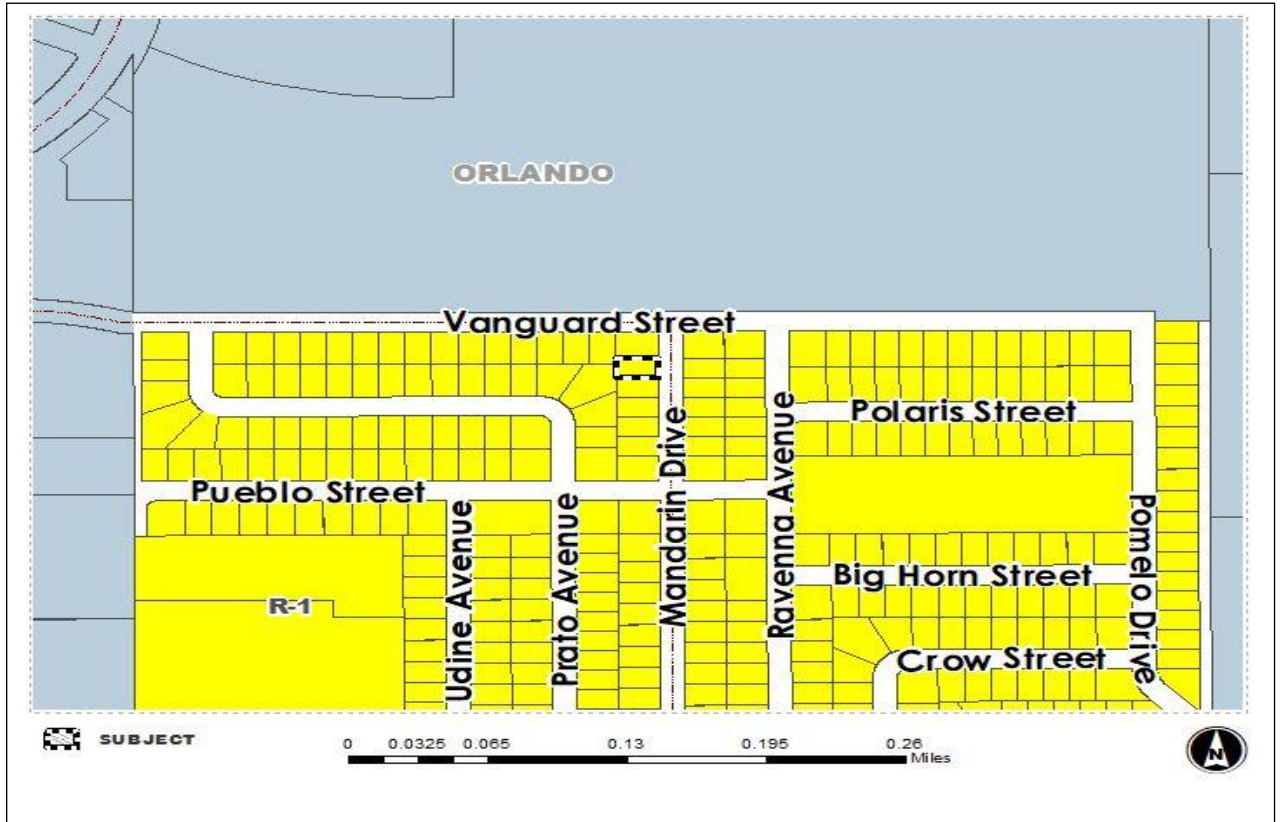 ORLANDO
Vanguard Street
Polaris Street
Mandarin Drive
Ravenna Avenue
Pueblo Street
Udine Avenue
Prato Avenue
Pomelo Drive
Big Horn Street
R-1
Crow Street
SUBJECT
0 0.0325 0.065 0.13 0.195 0.26
Miles
N